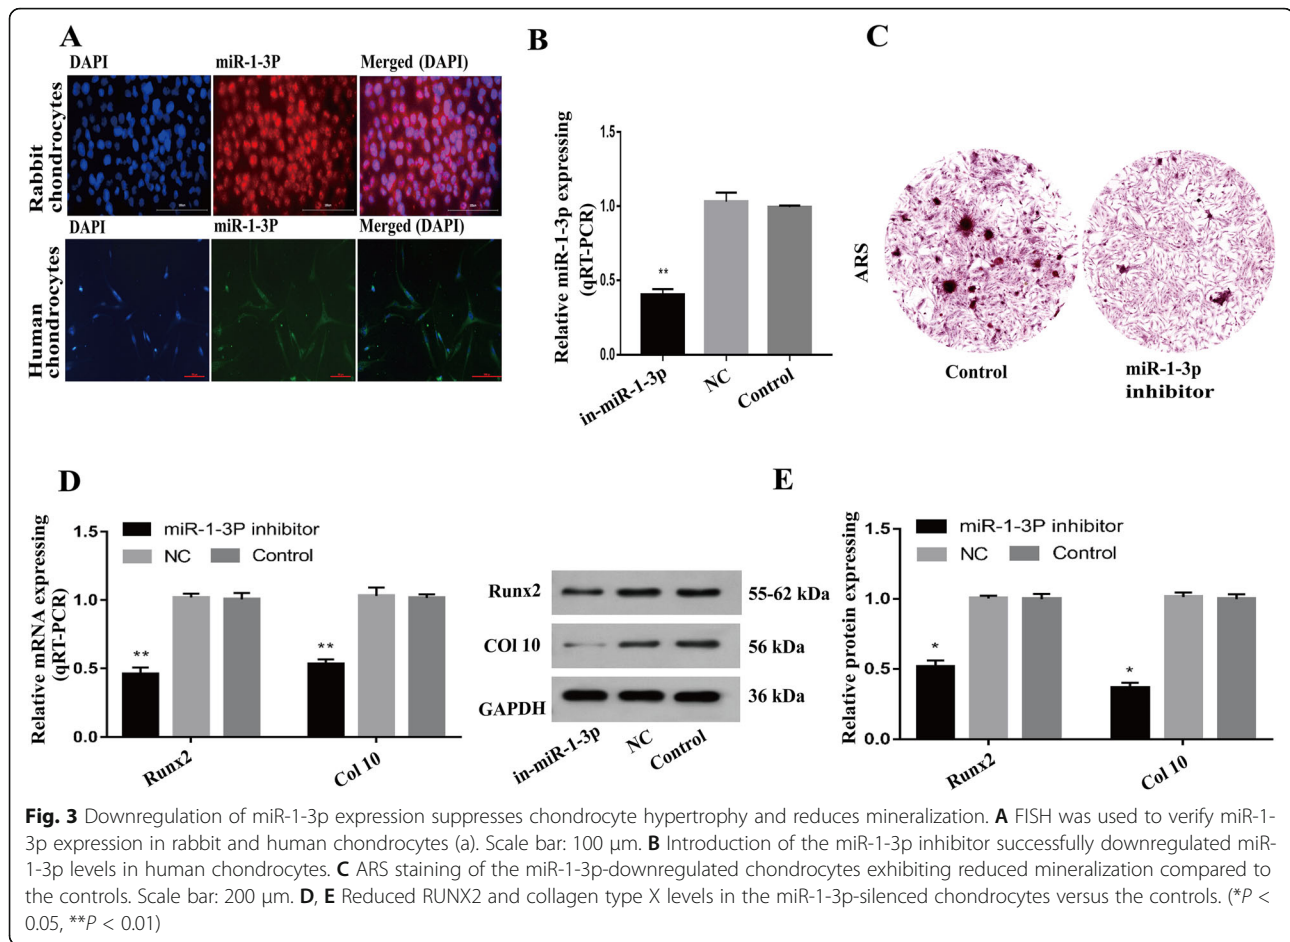 A
DAPI
miR-1-3P
Merged (DAPI)
Rabbit
chondrocytes
DAPI
miR-1-3P
Merged (DAPI)
Human
chondrocytes
B
Relative miR-1-3p expressing
(qRT-PCR)
1.5
1.0
0.5
0.0
**
in-miR-1-3p
NC
Control
C
ARS
Control
miR-1-3p
inhibitor
D
Relative mRNA expressing
(qRT-PCR)
1.5
1.0
0.5
0.0
miR-1-3P inhibitor
NC
Control
**
**
Runx2
Col 10
Runx2
55-62 kDa
COl 10
56 kDa
GAPDH
36 kDa
in-miR-1-3p
NC
Control
E
Relative protein expressing
1.5
1.0
0.5
0.0
miR-1-3P inhibitor
NC
Control
*
*
Runx2
Col 10
Fig. 3 Downregulation of miR-1-3p expression suppresses chondrocyte hypertrophy and reduces mineralization. A FISH was used to verify miR-1-
3p expression in rabbit and human chondrocytes (a). Scale bar: 100 μm. B Introduction of the miR-1-3p inhibitor successfully downregulated miR-
1-3p levels in human chondrocytes. C ARS staining of the miR-1-3p-downregulated chondrocytes exhibiting reduced mineralization compared to
the controls. Scale bar: 200 μm. D, E Reduced RUNX2 and collagen type X levels in the miR-1-3p-silenced chondrocytes versus the controls. (*P <
0.05, **P < 0.01)